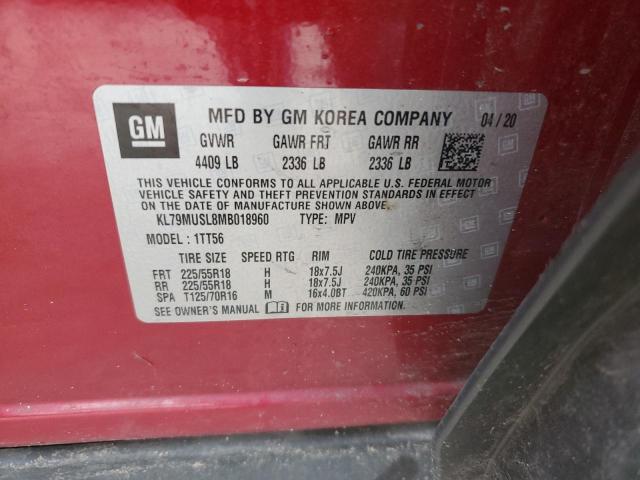 GM
MFD BY GM KOREA COMPANY 04/20
GVWR GAWR FRT GAWR RR
4409 LB 2336 LB 2336 LB
THIS VEHICLE CONFORMS TO ALL APPLICABLE U.S. FEDERAL MOTOR
VEHICLE SAFETY AND THEFT PREVENTION STANDARDS IN EFFECT
ON THE DATE OF MANUFACTURE SHOWN ABOVE.
KL79MUSL8MB018960 TYPE: MPV
MODEL: 1TT56
TIRE SIZE SPEED RTG RIM COLD TIRE PRESSURE
FRT 225/55R18 H 18x7.5J 240KPA, 35 PSI
RR 225/55R18 H 18x7.5J 240KPA, 35 PSI
SPA T125/70R16 M 16x4.0BT 420KPA, 60 PSI
SEE OWNER'S MANUAL FOR MORE INFORMATION.